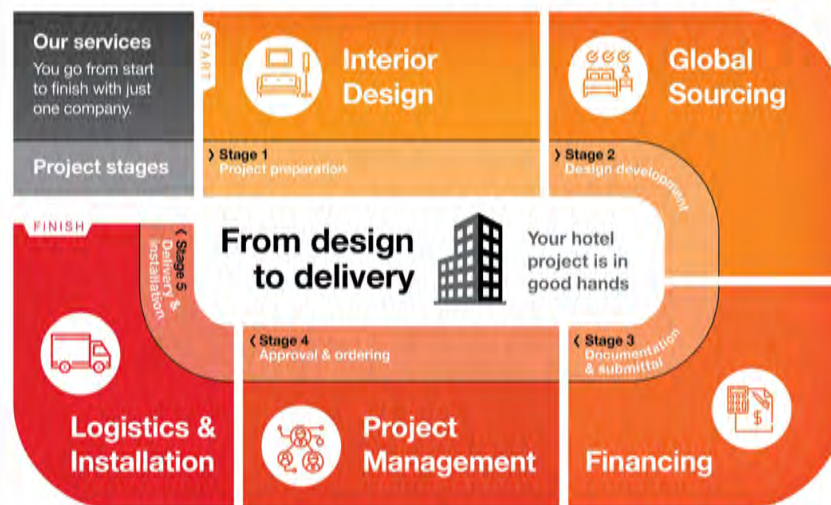 Our services
You go from start
to finish with just
one company.
Project stages
START
Interior
Design
Stage 1
Project preparation
Global
Sourcing
Stage 2
Design development
From design
to delivery
Your hotel
project is in
good hands
Stage 3
Documentation
& submittal
$
Financing
Stage 4
Approval & ordering
Project
Management
FINISH
Stage 5
Delivery &
installation
Logistics &
Installation